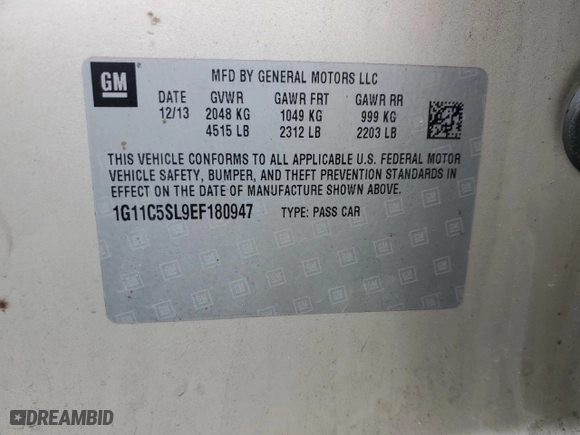 GM
MFD BY GENERAL MOTORS LLC
DATE GVWR GAWR FRT GAWR RR
12/13 2048 KG 1049 KG 999 KG
4515 LB 2312 LB 2203 LB
THIS VEHICLE CONFORMS TO ALL APPLICABLE U.S. FEDERAL MOTOR
VEHICLE SAFETY, BUMPER, AND THEFT PREVENTION STANDARDS IN
EFFECT ON THE DATE OF MANUFACTURE SHOWN ABOVE.
1G11C5SL9EF180947 TYPE: PASS CAR
DREAMBID